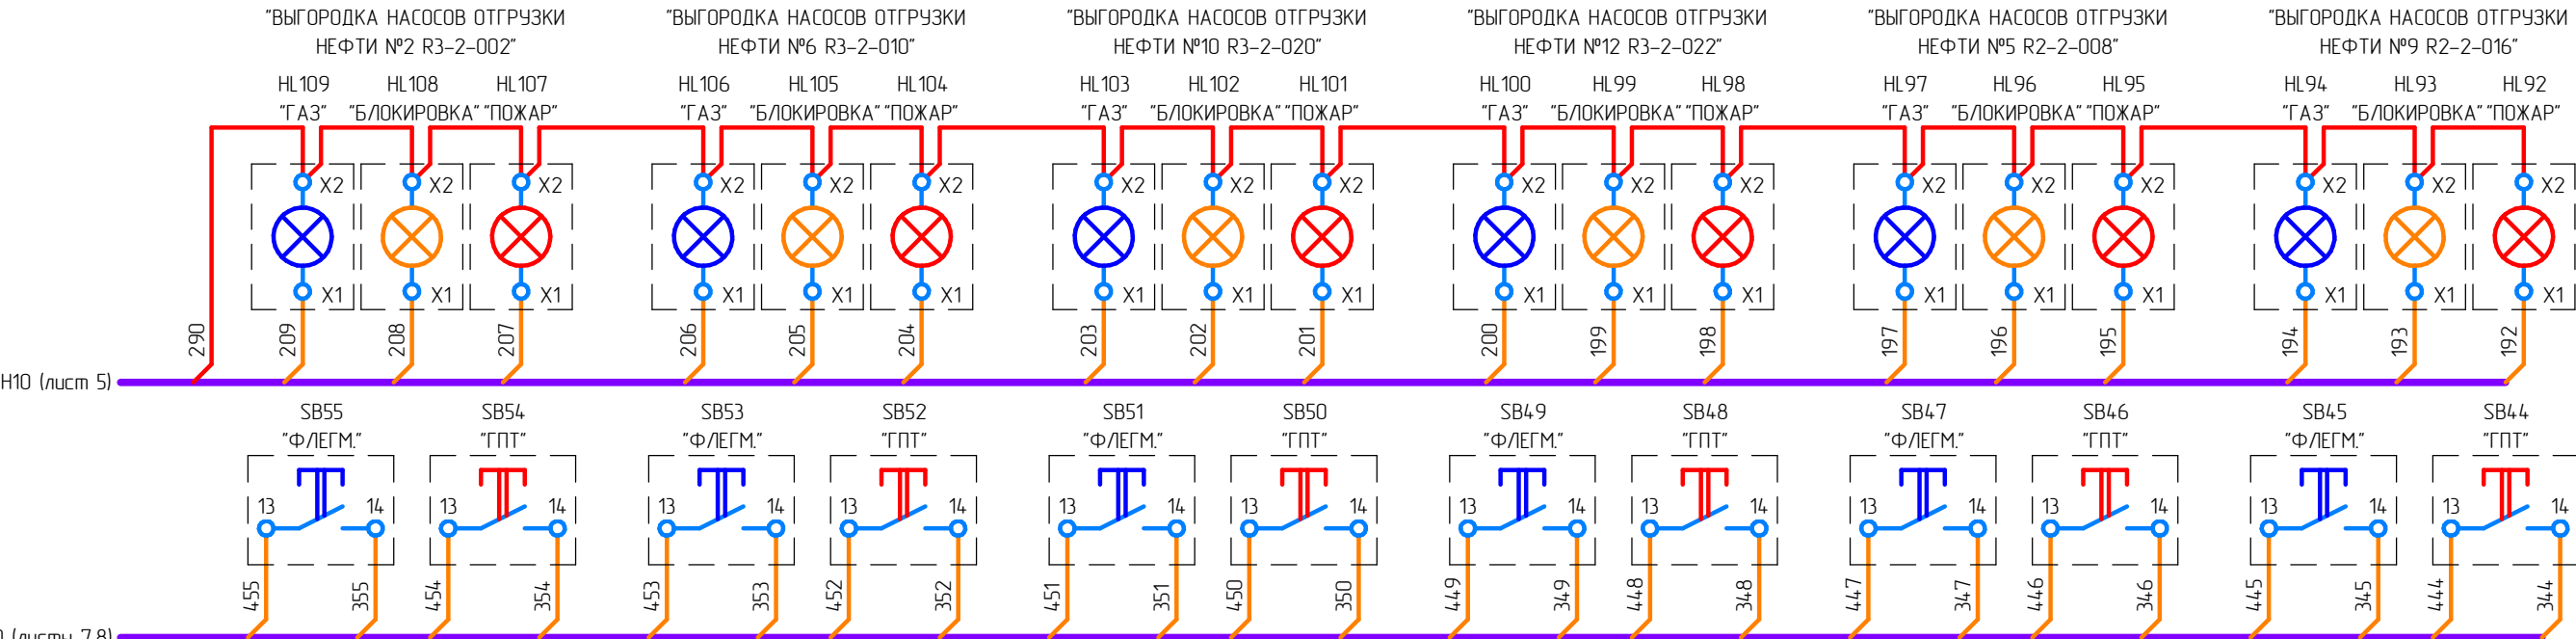 "ВЫГОРОДКА НАСОСОВ ОТГРУЗКИ
НЕФТИ №2 R3-2-002"
"ВЫГОРОДКА НАСОСОВ ОТГРУЗКИ
НЕФТИ №6 R3-2-010"
"ВЫГОРОДКА НАСОСОВ ОТГРУЗКИ
НЕФТИ №10 R3-2-020"
"ВЫГОРОДКА НАСОСОВ ОТГРУЗКИ
НЕФТИ №12 R3-2-022"
"ВЫГОРОДКА НАСОСОВ ОТГРУЗКИ
НЕФТИ №5 R2-2-008"
"ВЫГОРОДКА НАСОСОВ ОТГРУЗКИ
НЕФТИ №9 R2-2-016"
HL109 HL108 HL107 HL106 HL105 HL104 HL103 HL102 HL101 HL100 HL99 HL98 HL97 HL96 HL95 HL94 HL93 HL92
"ГАЗ" "БЛОКИРОВКА" "ПОЖАР" "ГАЗ" "БЛОКИРОВКА" "ПОЖАР" "ГАЗ" "БЛОКИРОВКА" "ПОЖАР" "ГАЗ" "БЛОКИРОВКА" "ПОЖАР" "ГАЗ" "БЛОКИРОВКА" "ПОЖАР" "ГАЗ" "БЛОКИРОВКА" "ПОЖАР"
X2 X2 X2 X2 X2 X2 X2 X2 X2 X2 X2 X2 X2 X2 X2 X2 X2 X2
X1 X1 X1 X1 X1 X1 X1 X1 X1 X1 X1 X1 X1 X1 X1 X1 X1 X1
290 209 208 207 206 205 204 203 202 201 200 199 198 197 196 195 194 193 192
Н10 (лист 5)
SB55 SB54 SB53 SB52 SB51 SB50 SB49 SB48 SB47 SB46 SB45 SB44
"ФЛЕГМ." "ГПТ" "ФЛЕГМ." "ГПТ" "ФЛЕГМ." "ГПТ" "ФЛЕГМ." "ГПТ" "ФЛЕГМ." "ГПТ" "ФЛЕГМ." "ГПТ"
13 14 13 14 13 14 13 14 13 14 13 14 13 14 13 14 13 14 13 14 13 14 13 14
455 355 454 354 453 353 452 352 451 351 450 350 449 349 448 348 447 347 446 346 445 345 444 344
(листы 7,8)